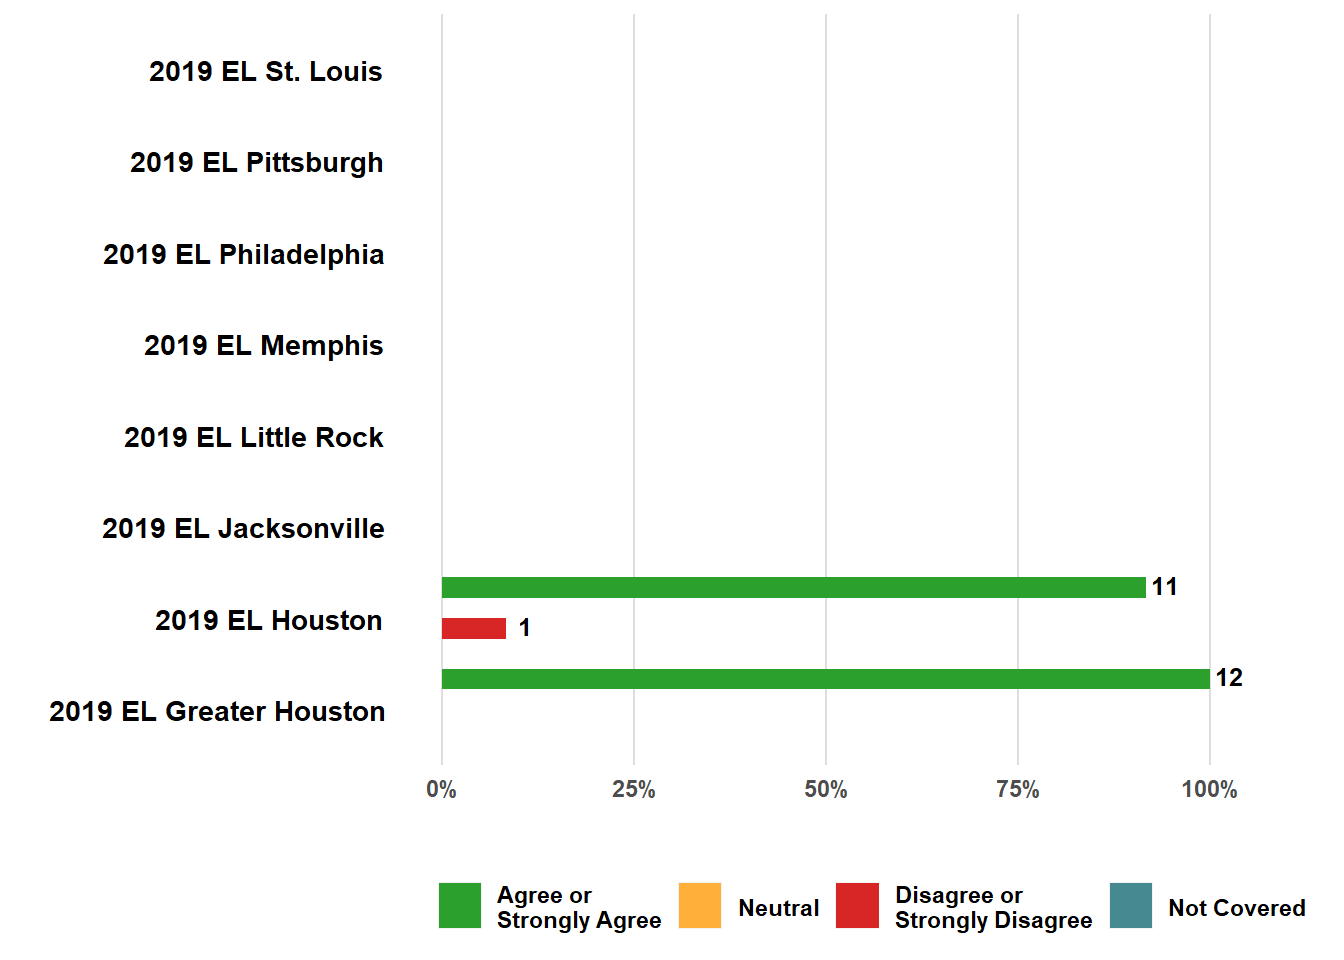 2019 EL St. Louis
2019 EL Pittsburgh
2019 EL Philadelphia
2019 EL Memphis
2019 EL Little Rock
2019 EL Jacksonville
11
2019 EL Houston
1
12
2019 EL Greater Houston
0% 25% 50% 75% 100%
Agree or
Strongly Agree
Neutral
Disagree or
Strongly Disagree
Not Covered